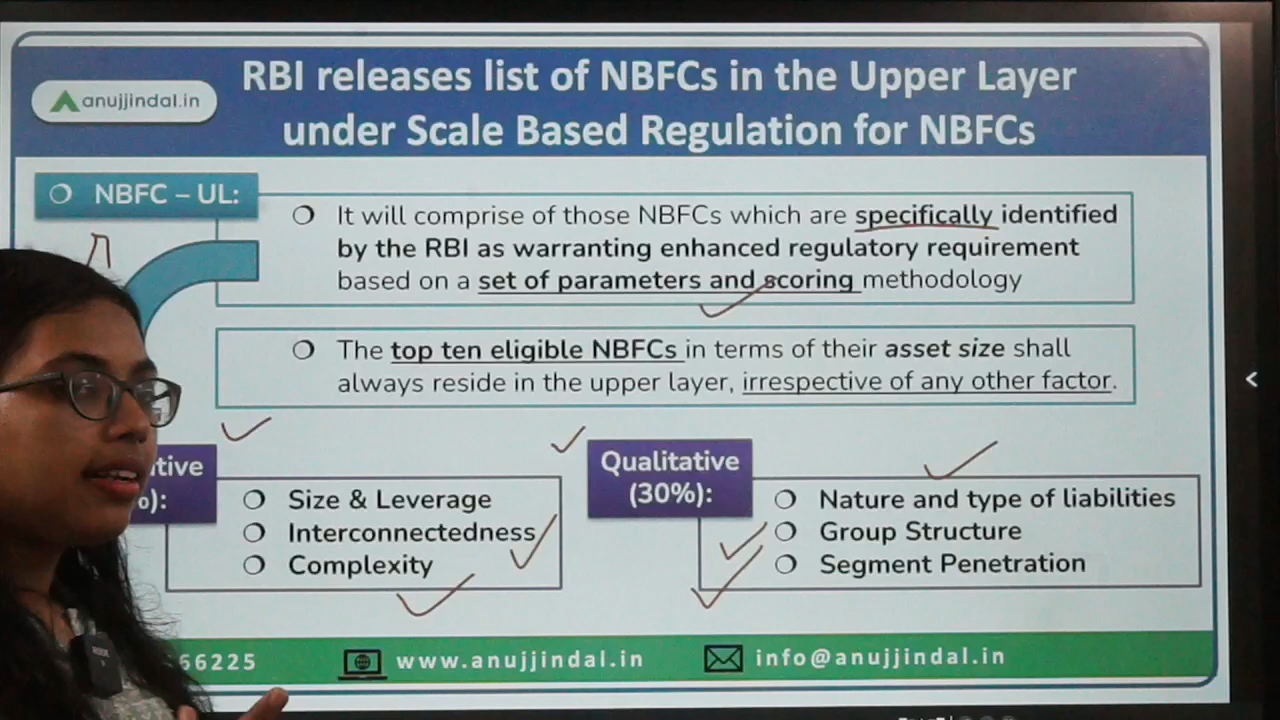 RBI releases list of NBFCs in the Upper Layer
under Scale Based Regulation for NBFCs
anujjindal.in
NBFC – UL:
It will comprise of those NBFCs which are specifically identified
by the RBI as warranting enhanced regulatory requirement
based on a set of parameters and scoring methodology
The top ten eligible NBFCs in terms of their asset size shall
always reside in the upper layer, irrespective of any other factor.
Size & Leverage
Interconnectedness
Complexity
Qualitative
(30%):
Nature and type of liabilities
Group Structure
Segment Penetration
66225
www.anujjindal.in
info@anujjindal.in
RODE